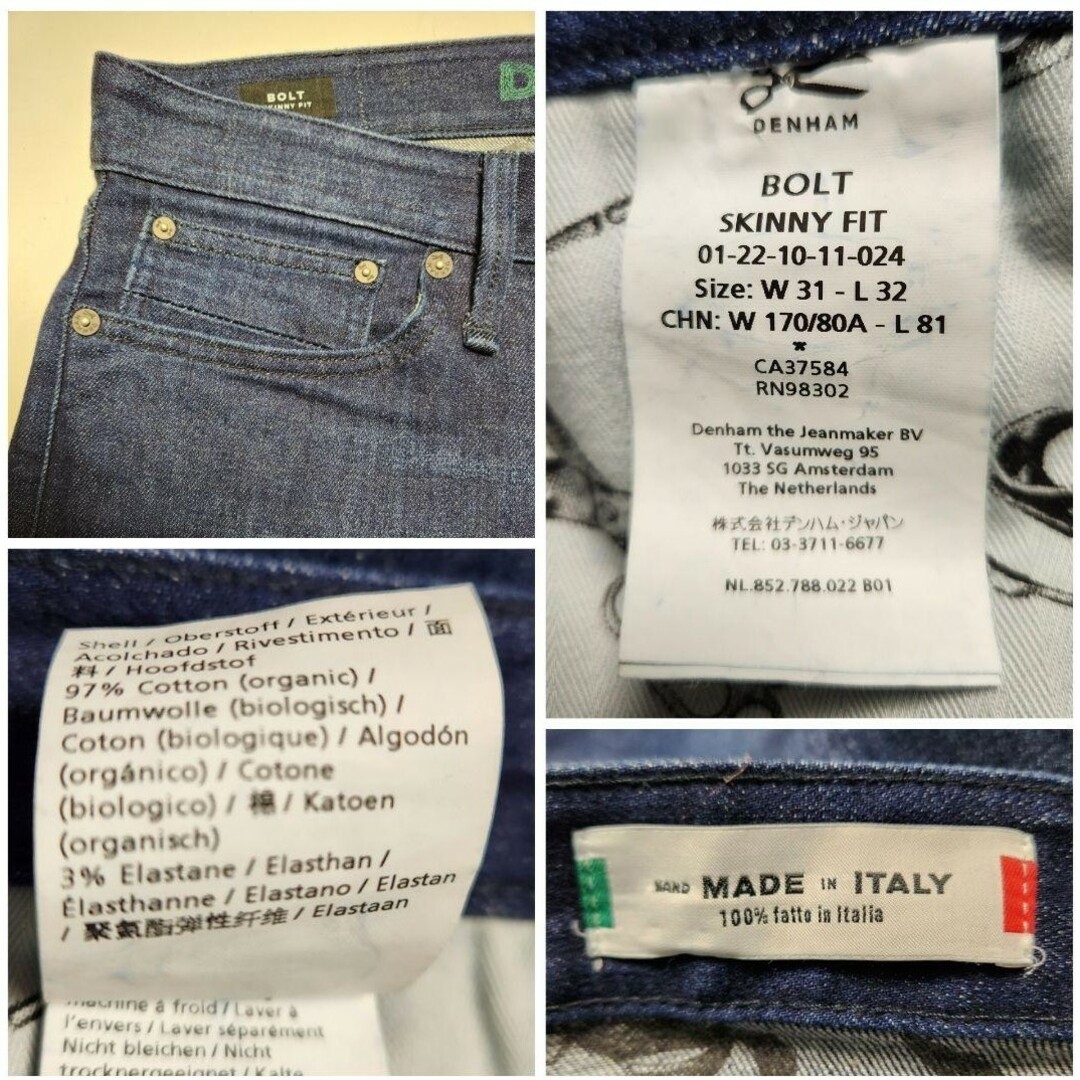 BOLT
SKINNY FIT
D
DENHAM
BOLT
SKINNY FIT
01-22-10-11-024
Size: W 31 - L 32
CHN: W 170/80A - L 81
*
CA37584
RN98302
Denham the Jeanmaker BV
Tt. Vasumweg 95
1033 SG Amsterdam
The Netherlands
株式会社デンハム・ジャパン
TEL: 03-3711-6677
NL.852.788.022 B01
Shell / Oberstoff / Extérieur /
Acolchado / Rivestimento / 面
料 / Hoofdstof
97% Cotton (organic) /
Baumwolle (biologisch) /
Coton (biologique) / Algodón
(orgánico) / Cotone
(biologico) / 棉 / Katoen
(organisch)
3% Elastane / Elasthan /
Élasthanne / Elastano / Elastan
/ 聚氨酯弹性纤维 / Elastaan
machine à froid / Laver à
l'envers / Laver séparément
Nicht bleichen / Nicht
trocknergeeignet / Kalte
HAND MADE IN ITALY
100% fatto in Italia